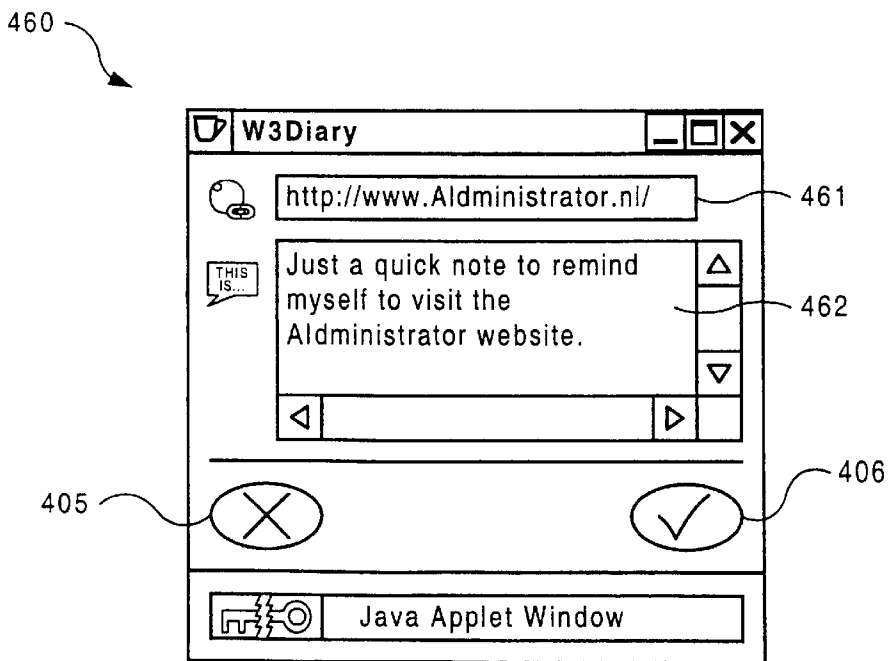 460
W3Diary
http://www.AIdministrator.nl/
461
THIS
IS...
Just a quick note to remind
myself to visit the
AIdministrator website.
462
405
406
Java Applet Window